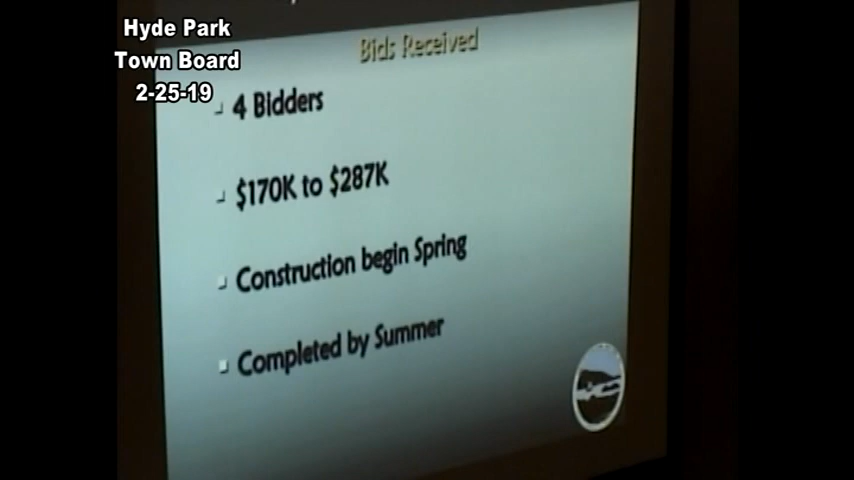 Hyde Park
Town Board
2-25-19
Bids Received
4 Bidders
$170K to $287K
Construction begin Spring
Completed by Summer